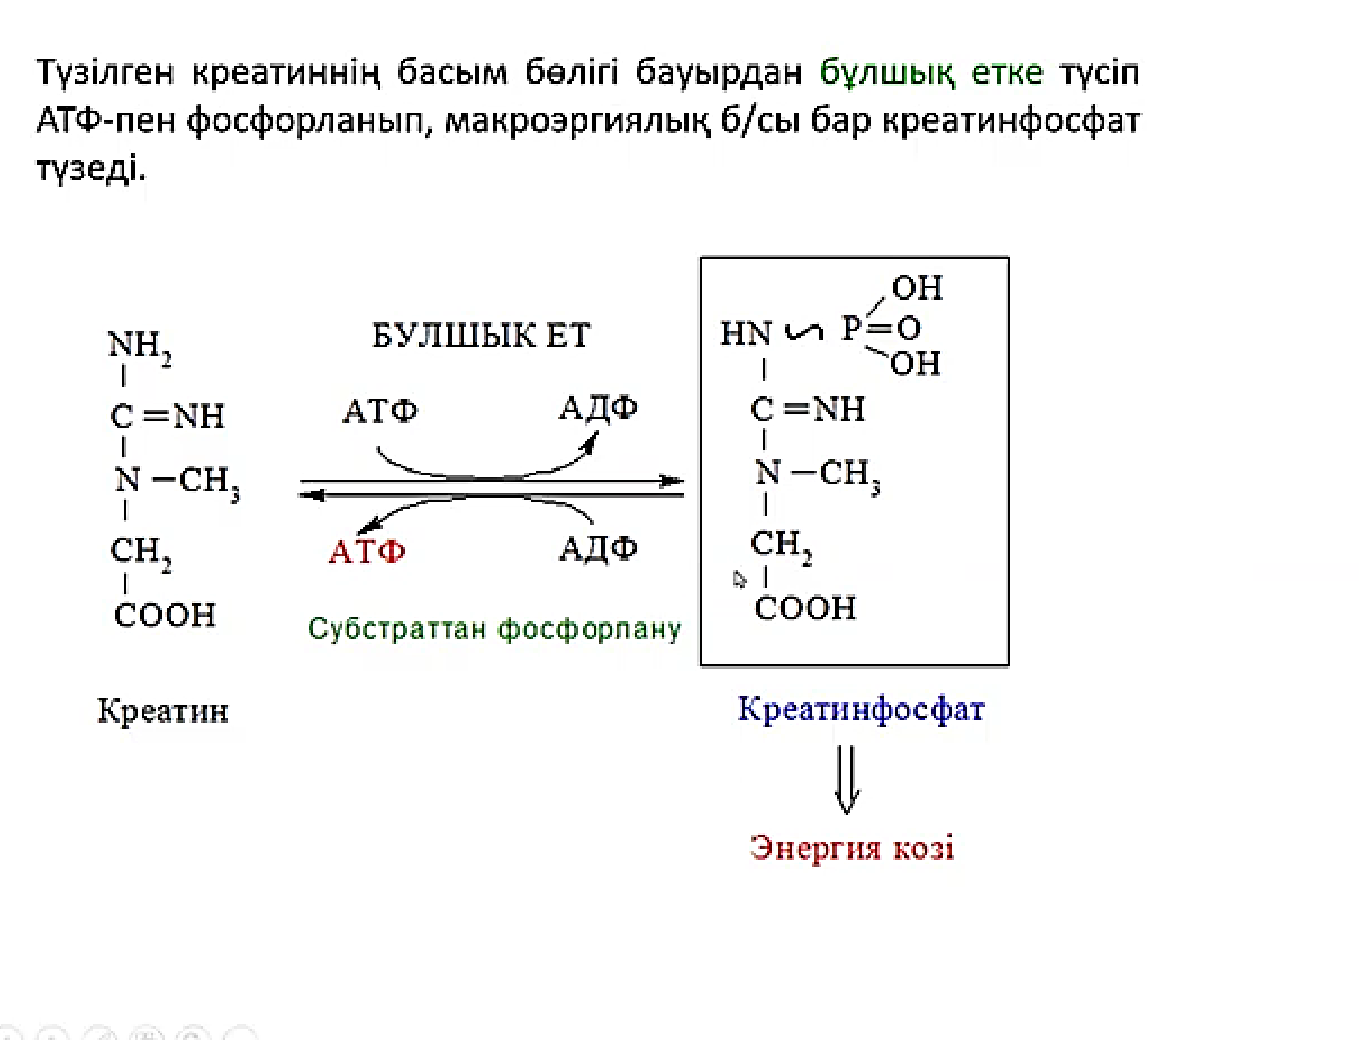 Түзілген креатиннің басым бөлігі бауырдан бұлшық етке түсіп
АТФ-пен фосфорланып, макроэргиялық б/сы бар креатинфосфат
түзеді.
NH₂
C=NH
N—CH₃
CH₂
COOH
Креатин
БУЛШЫК ЕТ
АТФ
АДФ
АТФ
АДФ
Субстраттан фосфорлану
OH
HN ~ P=O
OH
C=NH
N—CH₃
CH₂
COOH
Креатинфосфат
Энергия козі